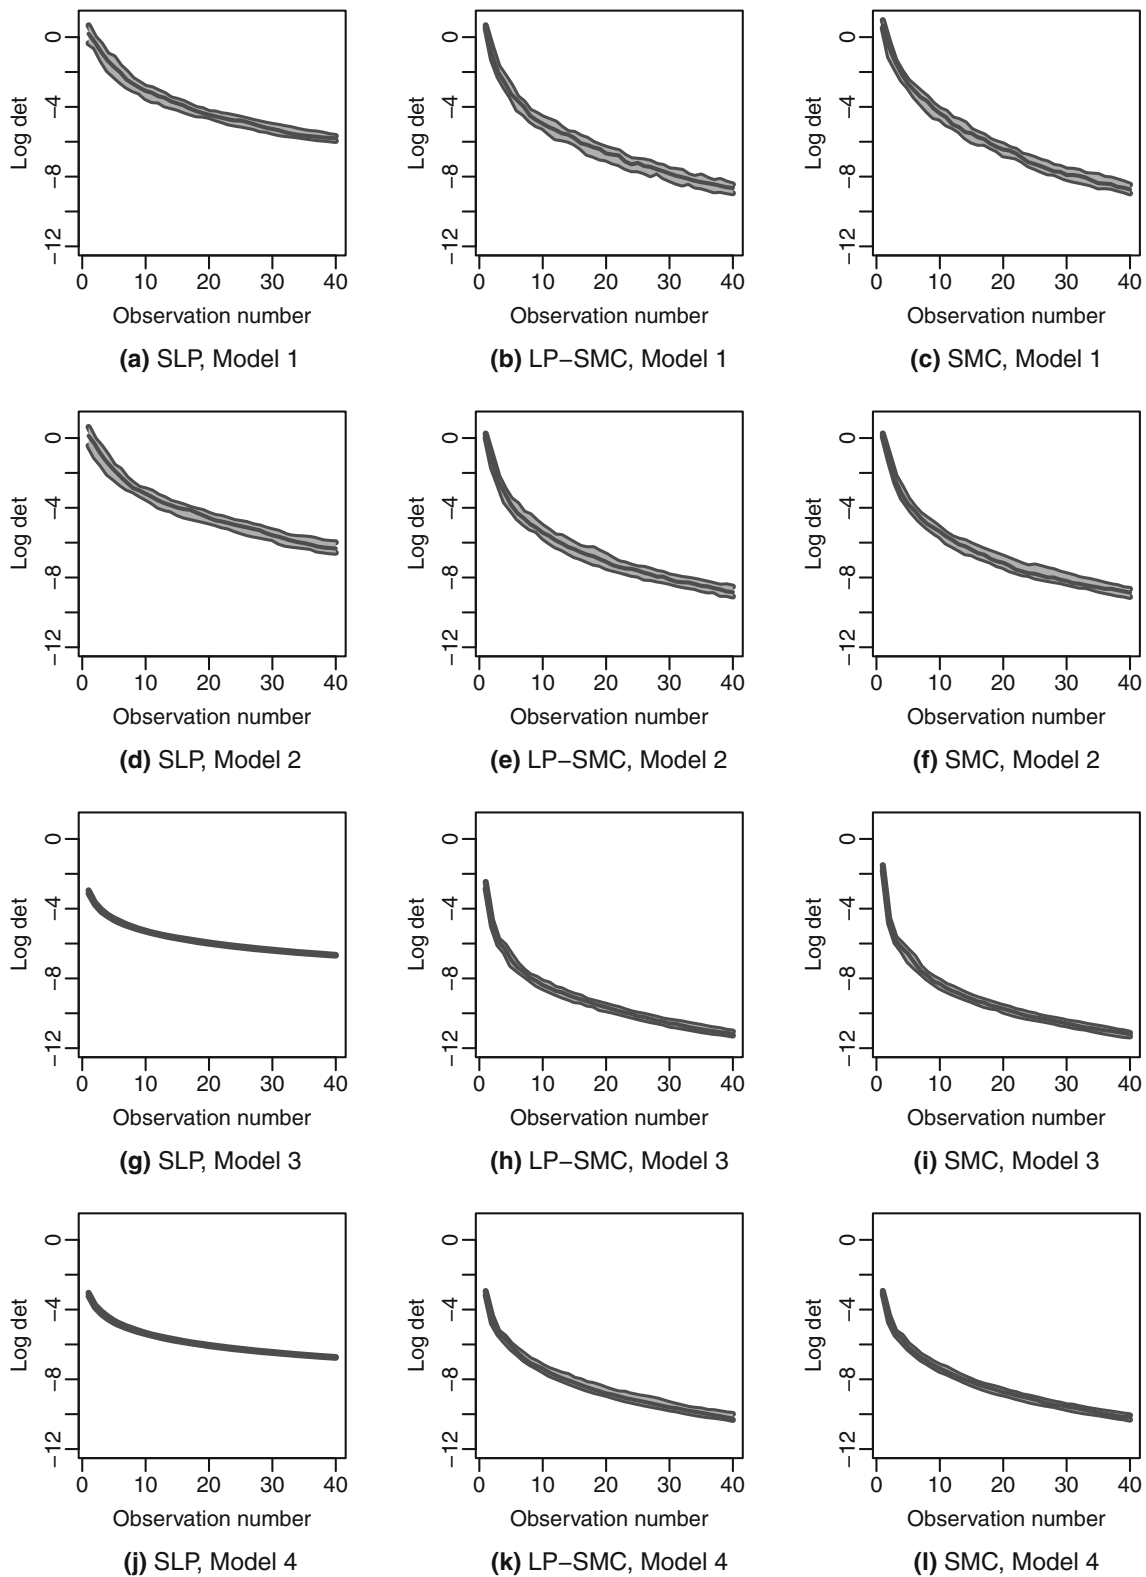 Log det
0
−4
−8
−12
0 10 20 30 40
Observation number
(a) SLP, Model 1
Log det
0
−4
−8
−12
0 10 20 30 40
Observation number
(b) LP−SMC, Model 1
Log det
0
−4
−8
−12
0 10 20 30 40
Observation number
(c) SMC, Model 1
Log det
0
−4
−8
−12
0 10 20 30 40
Observation number
(d) SLP, Model 2
Log det
0
−4
−8
−12
0 10 20 30 40
Observation number
(e) LP−SMC, Model 2
Log det
0
−4
−8
−12
0 10 20 30 40
Observation number
(f) SMC, Model 2
Log det
0
−4
−8
−12
0 10 20 30 40
Observation number
(g) SLP, Model 3
Log det
0
−4
−8
−12
0 10 20 30 40
Observation number
(h) LP−SMC, Model 3
Log det
0
−4
−8
−12
0 10 20 30 40
Observation number
(i) SMC, Model 3
Log det
0
−4
−8
−12
0 10 20 30 40
Observation number
(j) SLP, Model 4
Log det
0
−4
−8
−12
0 10 20 30 40
Observation number
(k) LP−SMC, Model 4
Log det
0
−4
−8
−12
0 10 20 30 40
Observation number
(l) SMC, Model 4